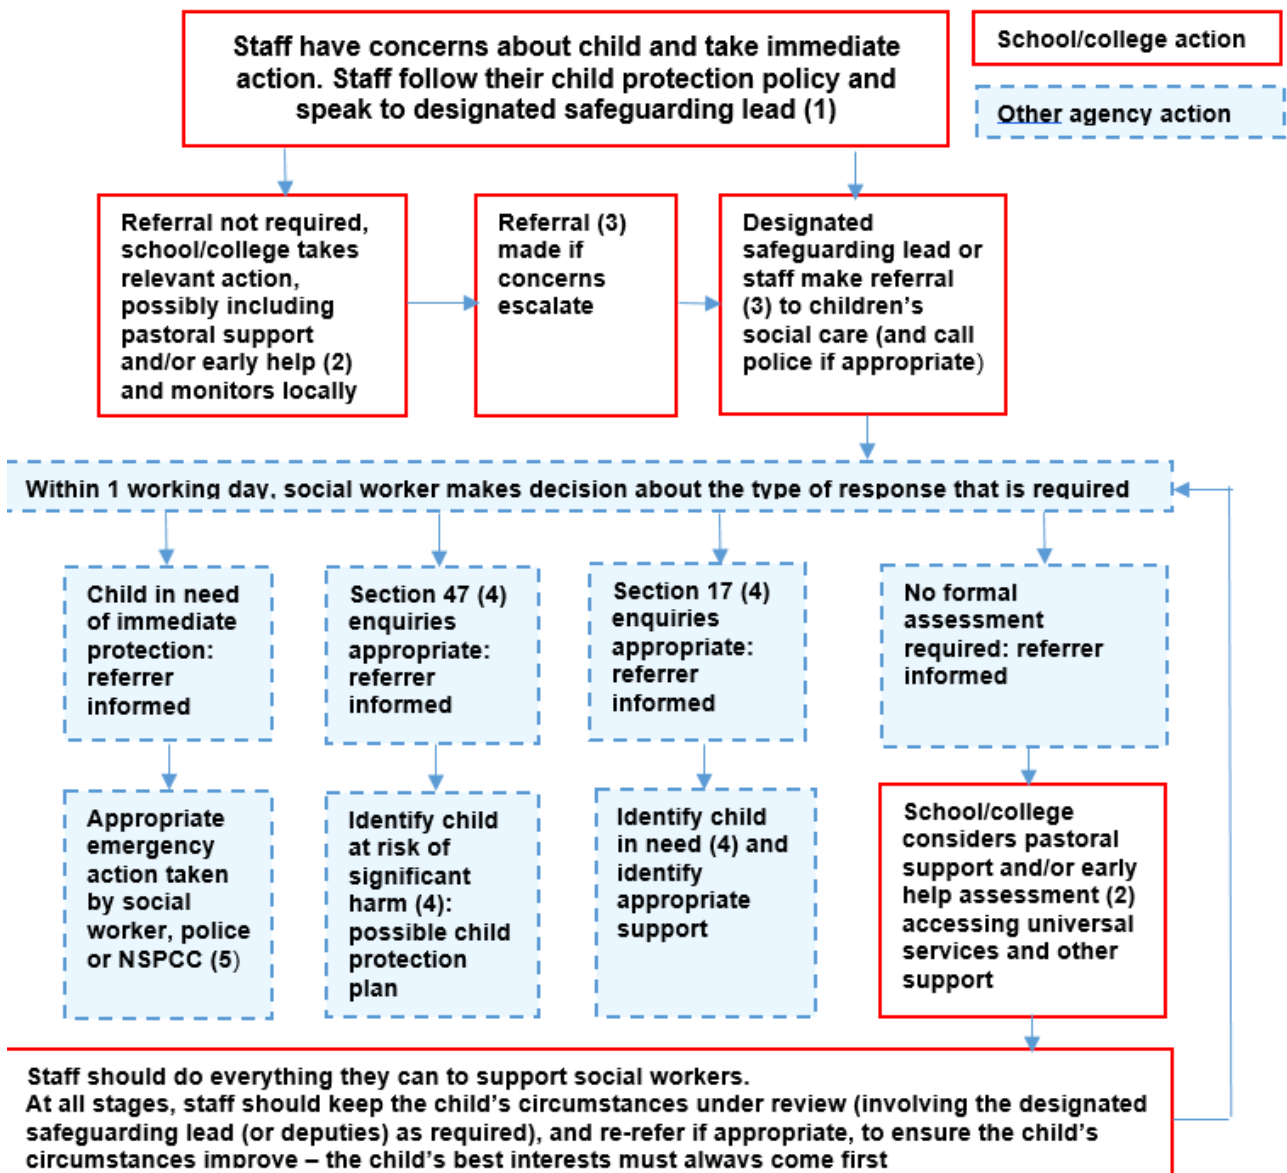 Staff have concerns about child and take immediate
action. Staff follow their child protection policy and
speak to designated safeguarding lead (1)
School/college action
Other agency action
Referral not required,
school/college takes
relevant action,
possibly including
pastoral support
and/or early help (2)
and monitors locally
Referral (3)
made if
concerns
escalate
Designated
safeguarding lead or
staff make referral
(3) to children’s
social care (and call
police if appropriate)
Within 1 working day, social worker makes decision about the type of response that is required
Child in need
of immediate
protection:
referrer
informed
Section 47 (4)
enquiries
appropriate:
referrer
informed
Section 17 (4)
enquiries
appropriate:
referrer
informed
No formal
assessment
required: referrer
informed
Appropriate
emergency
action taken
by social
worker, police
or NSPCC (5)
Identify child
at risk of
significant
harm (4):
possible child
protection
plan
Identify child
in need (4) and
identify
appropriate
support
School/college
considers pastoral
support and/or early
help assessment (2)
accessing universal
services and other
support
Staff should do everything they can to support social workers.
At all stages, staff should keep the child’s circumstances under review (involving the designated
safeguarding lead (or deputies) as required), and re-refer if appropriate, to ensure the child’s
circumstances improve – the child’s best interests must always come first